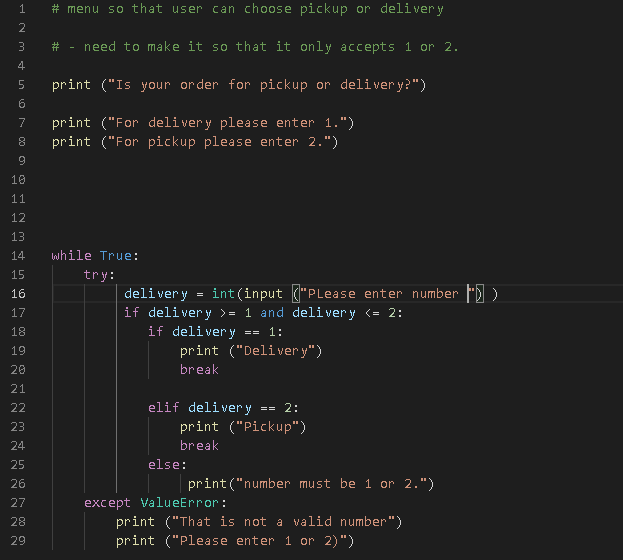 1 # menu so that user can choose pickup or delivery
2
3 # - need to make it so that it only accepts 1 or 2.
4
5 print ("Is your order for pickup or delivery?")
6
7 print ("For delivery please enter 1.")
8 print ("For pickup please enter 2.")
9
10
11
12
13
14 while True:
15 try:
16 delivery = int(input ("PLease enter number ") )
17 if delivery >= 1 and delivery <= 2:
18 if delivery == 1:
19 print ("Delivery")
20 break
21
22 elif delivery == 2:
23 print ("Pickup")
24 break
25 else:
26 print("number must be 1 or 2.")
27 except ValueError:
28 print ("That is not a valid number")
29 print ("Please enter 1 or 2)")